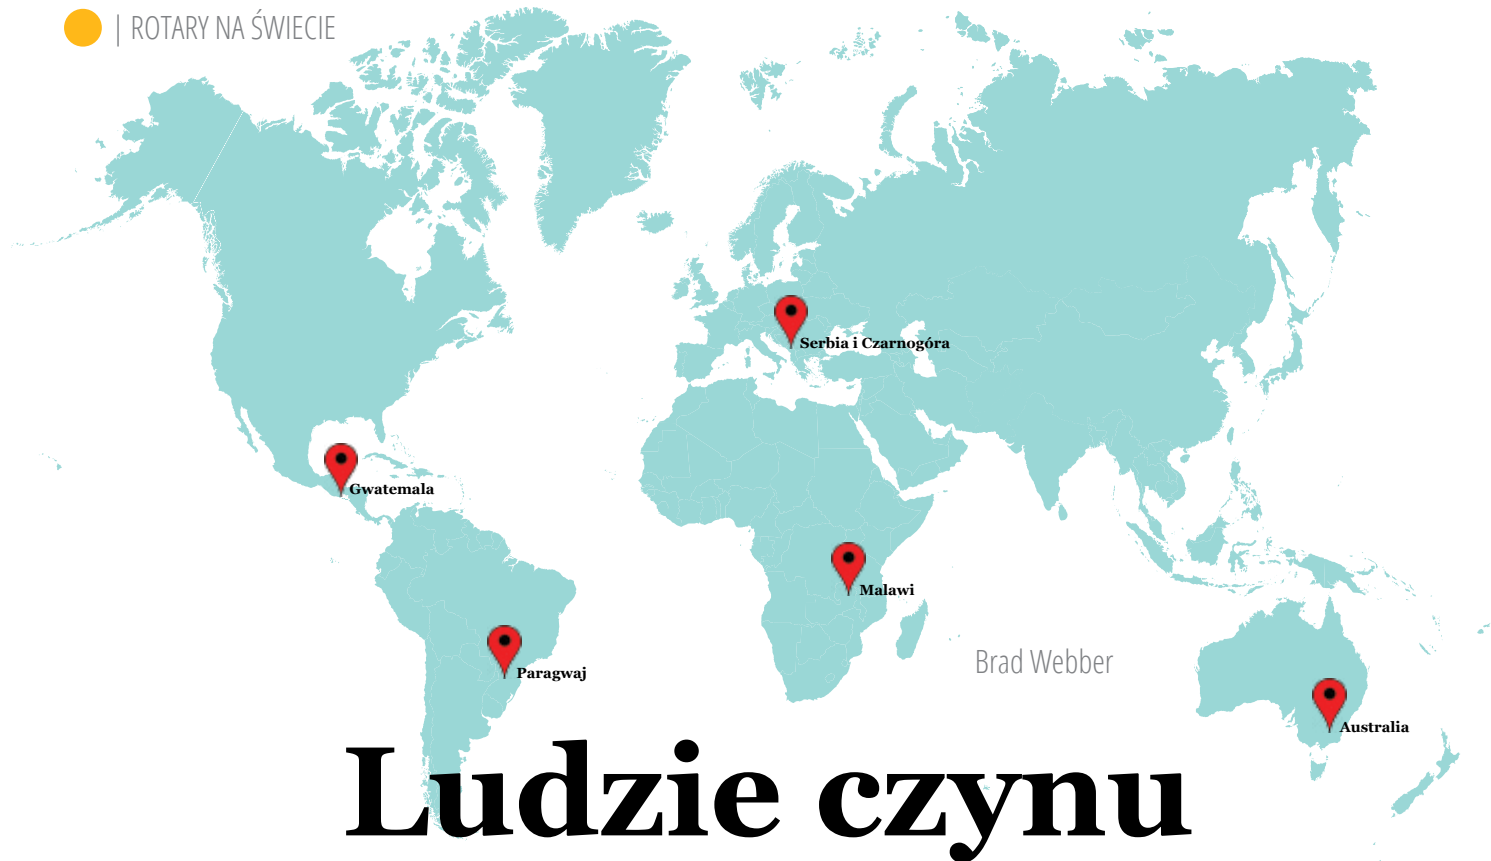 | ROTARY NA ŚWIECIE
Serbia i Czarnogóra
Gwatemala
Malawi
Paragwaj
Brad Webber
Australia
Ludzie czynu